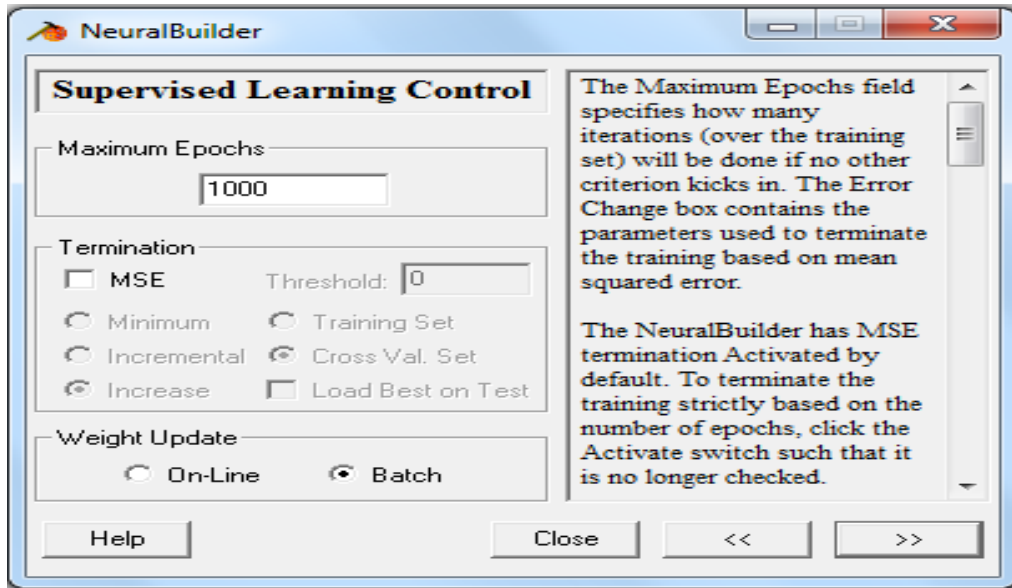 NeuralBuilder
Supervised Learning Control
Maximum Epochs
1000
Termination
MSE Threshold: 0
Minimum Training Set
Incremental Cross Val. Set
Increase Load Best on Test
Weight Update
On-Line Batch
The Maximum Epochs field
specifies how many
iterations (over the training
set) will be done if no other
criterion kicks in. The Error
Change box contains the
parameters used to terminate
the training based on mean
squared error.
The NeuralBuilder has MSE
termination Activated by
default. To terminate the
training strictly based on the
number of epochs, click the
Activate switch such that it
is no longer checked.
Help Close << >>